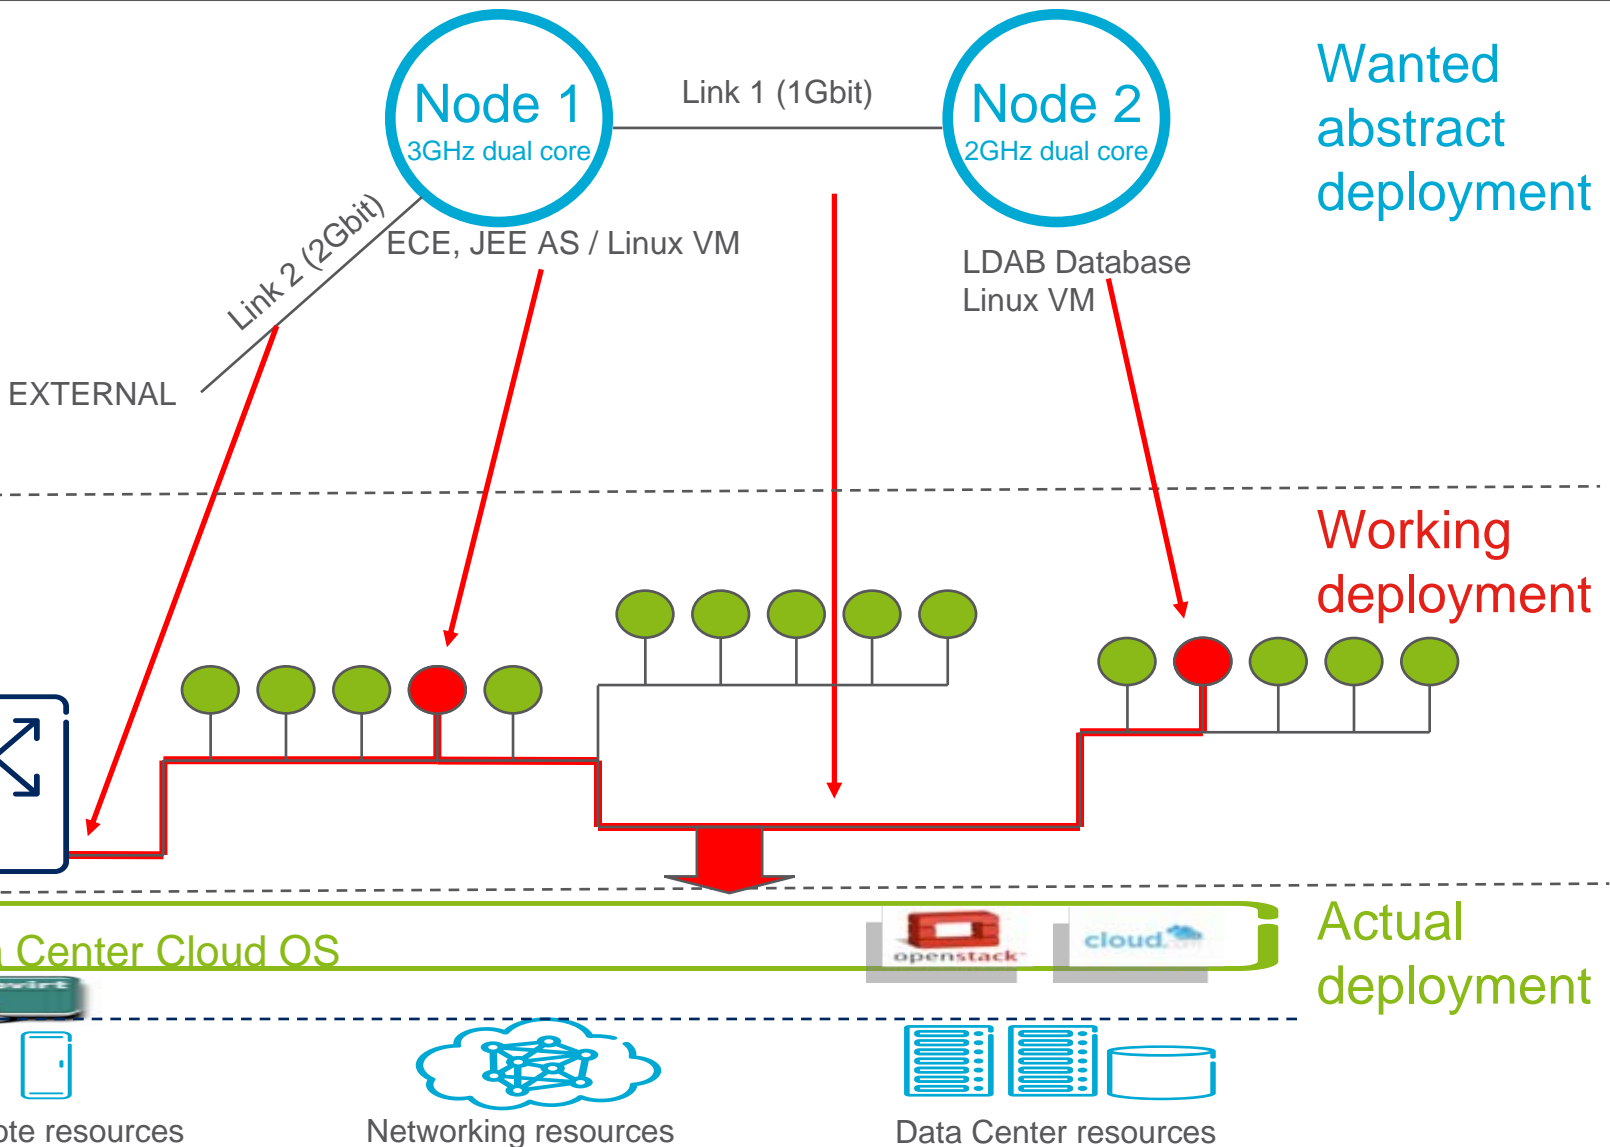 Wanted
abstract
deployment
Node 1
3GHz dual core
Link 1 (1Gbit)
Node 2
2GHz dual core
Link 2 (2Gbit)
ECE, JEE AS / Linux VM
LDAB Database
Linux VM
EXTERNAL
Working
deployment
Center Cloud OS
openstack
cloud.com
Actual
deployment
resources
Networking resources
Data Center resources